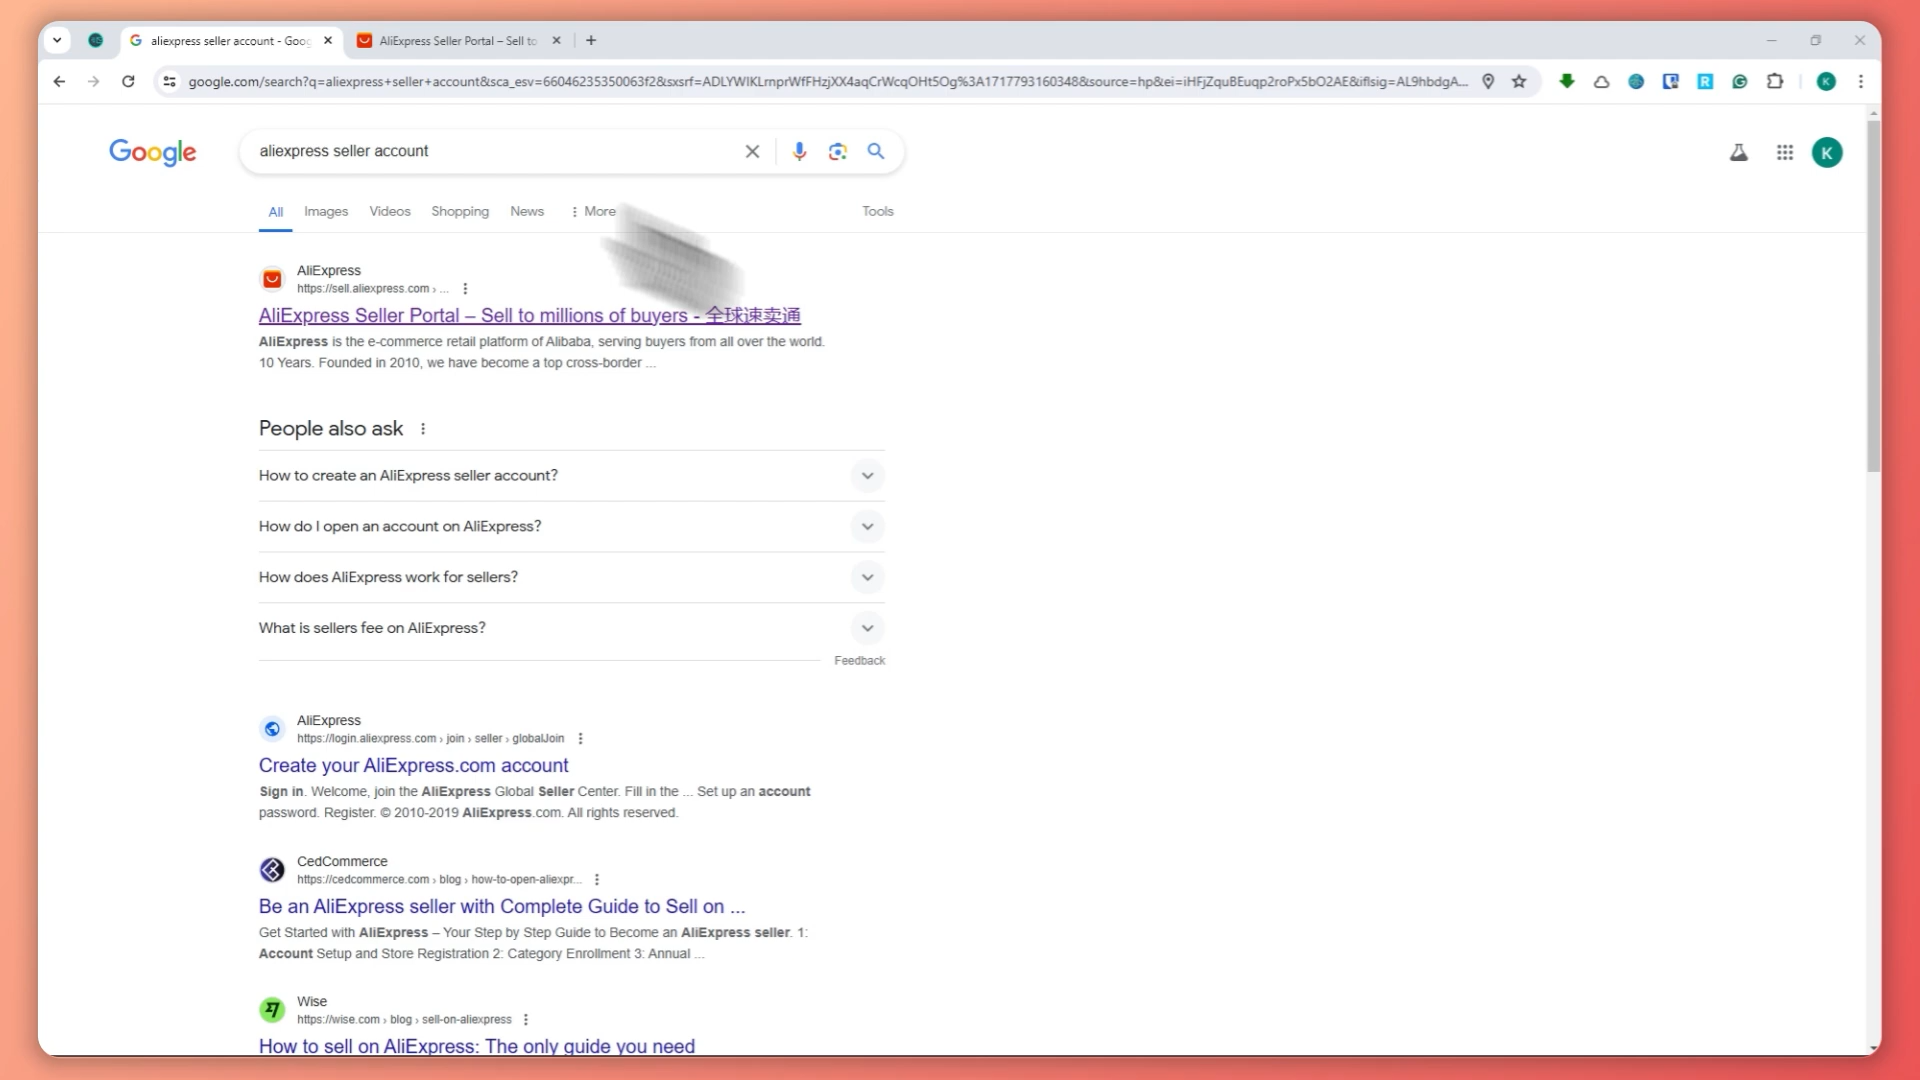 aliexpress seller account - Goog
AliExpress Seller Portal – Sell to
google.com/search?q=aliexpress+seller+account&sca_esv=66046235350063f2&sxsrf=ADLYWIKLrnprWfFHzjXX4aqCrWcqOHt5Og%3A1717793160348&source=hp&ei=iHFjZquBEuqp2roPx5bO2AE&iflsig=AL9hbdgA...
R
K
Google
aliexpress seller account
K
All Images Videos Shopping News More Tools
AliExpress
https://sell.aliexpress.com › ...
AliExpress Seller Portal – Sell to millions of buyers - 全球速卖通
AliExpress is the e-commerce retail platform of Alibaba, serving buyers from all over the world.
10 Years. Founded in 2010, we have become a top cross-border ...
People also ask
How to create an AliExpress seller account?
How do I open an account on AliExpress?
How does AliExpress work for sellers?
What is sellers fee on AliExpress?
Feedback
AliExpress
https://login.aliexpress.com › join › seller › globalJoin
Create your AliExpress.com account
Sign in. Welcome, join the AliExpress Global Seller Center. Fill in the ... Set up an account
password. Register. © 2010-2019 AliExpress.com. All rights reserved.
CedCommerce
https://cedcommerce.com › blog › how-to-open-aliexpr...
Be an AliExpress seller with Complete Guide to Sell on ...
Get Started with AliExpress – Your Step by Step Guide to Become an AliExpress seller. 1:
Account Setup and Store Registration 2: Category Enrollment 3: Annual ...
Wise
https://wise.com › blog › sell-on-aliexpress
How to sell on AliExpress: The only guide you need